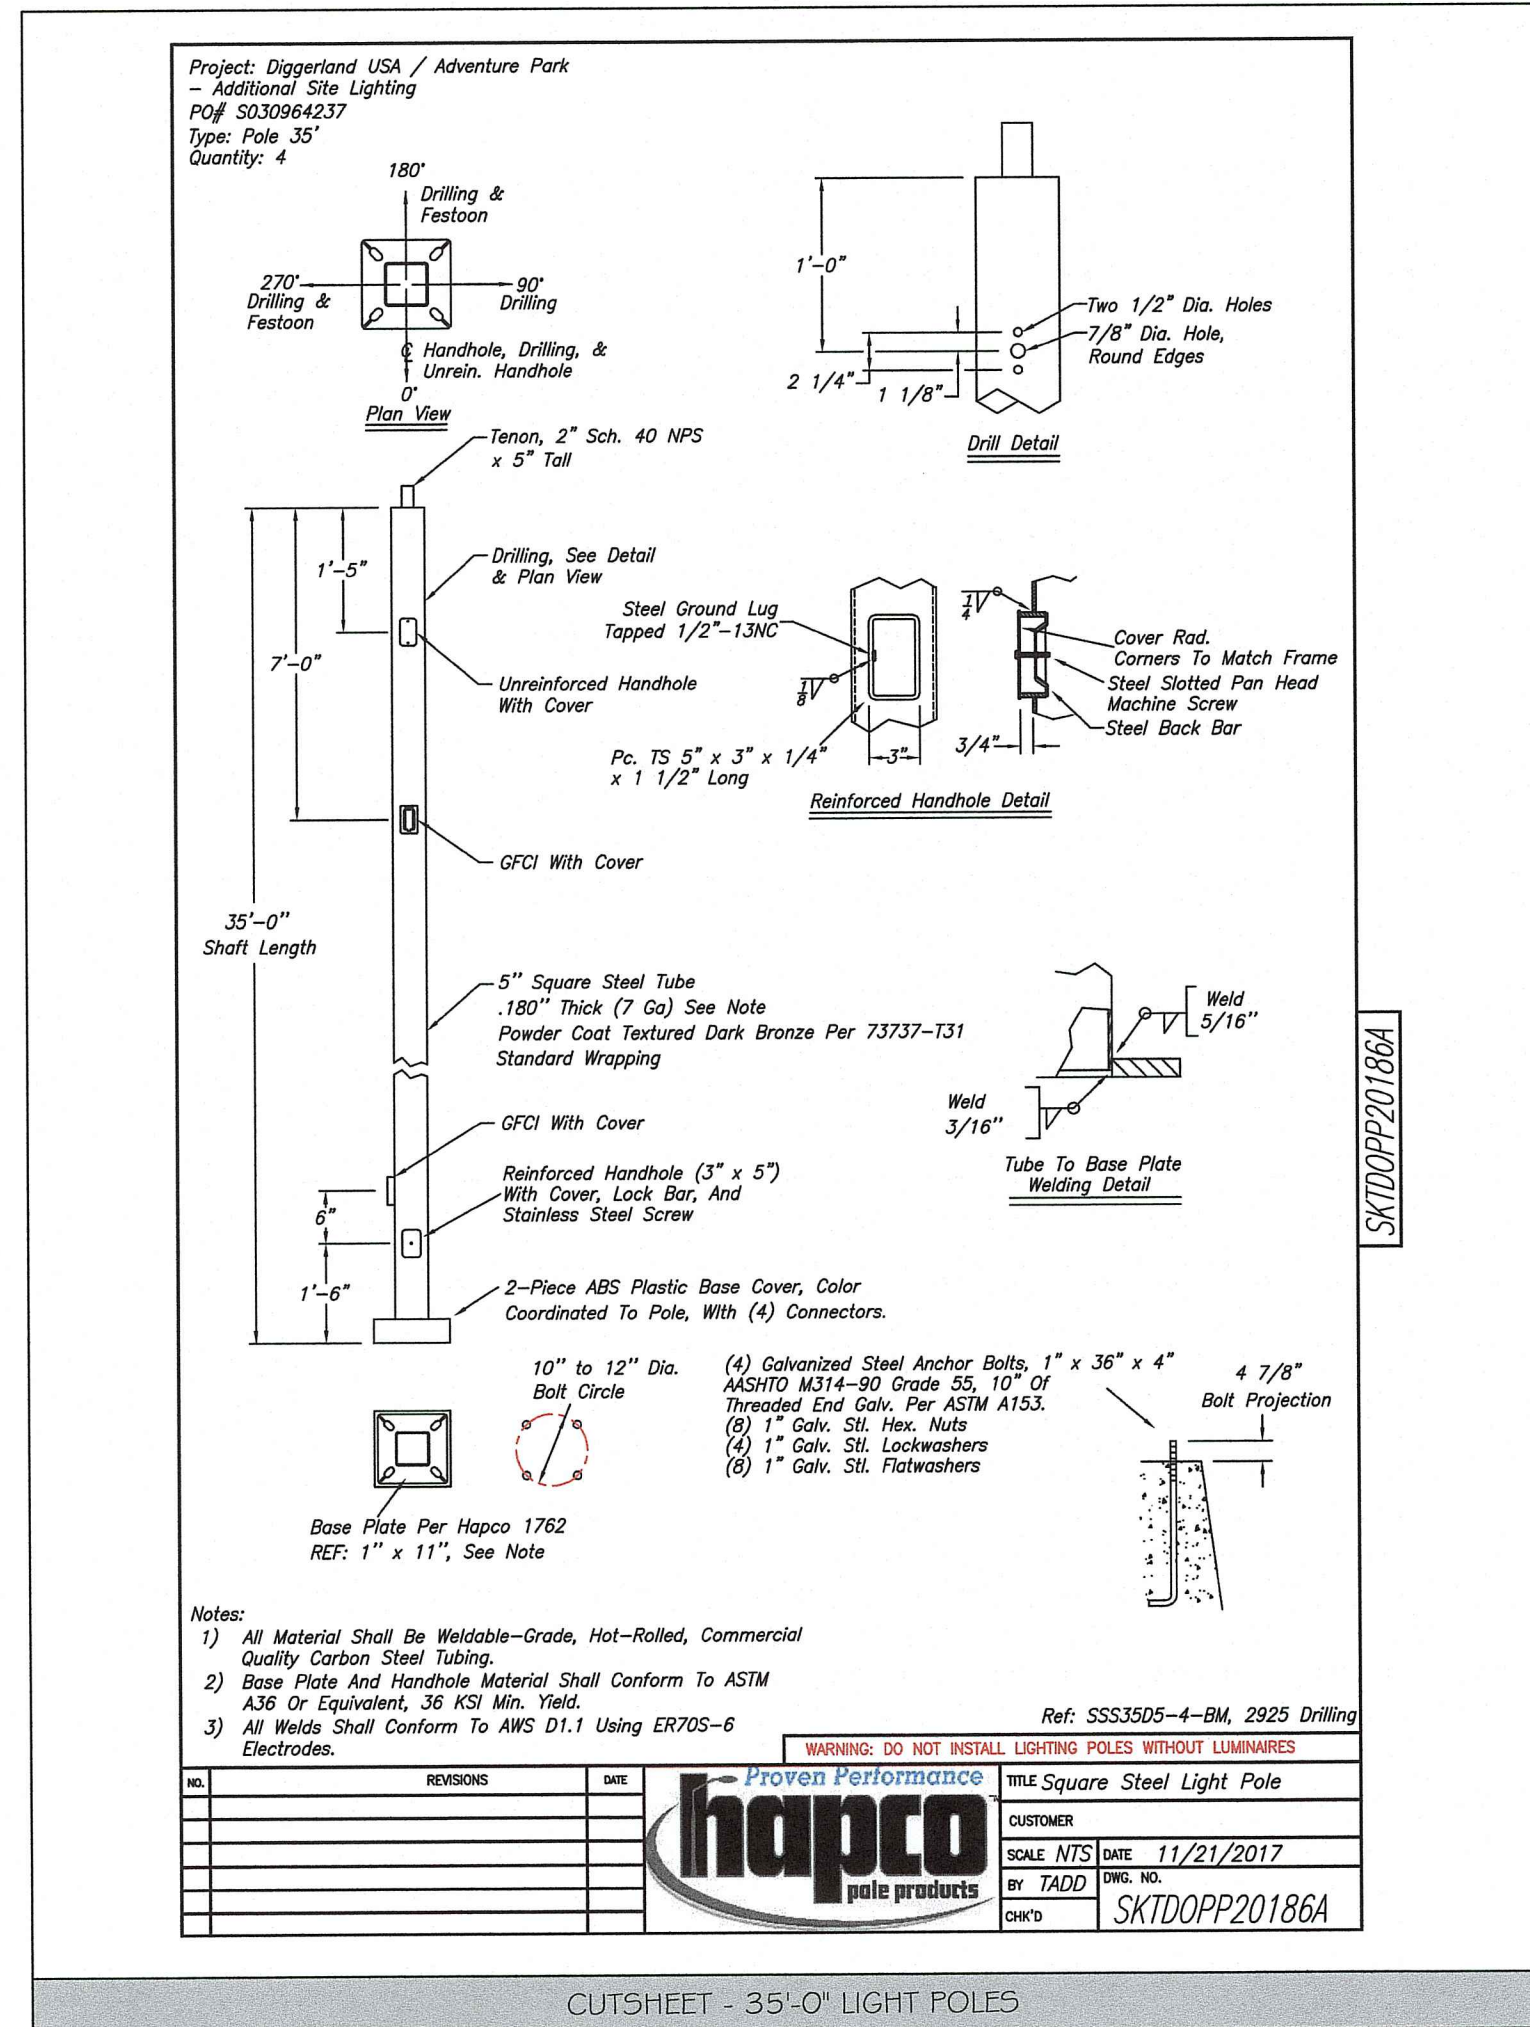 Project: Diggerland USA / Adventure Park
- Additional Site Lighting
PO# S030964237
Type: Pole 35'
Quantity: 4
180°
Drilling &
Festoon
270°
Drilling &
Festoon
90°
Drilling
℄ Handhole, Drilling, &
Unrein. Handhole
0°
Plan View
1'-0"
Two 1/2" Dia. Holes
7/8" Dia. Hole,
Round Edges
2 1/4"
1 1/8"
Drill Detail
Tenon, 2" Sch. 40 NPS
x 5" Tall
1'-5"
Drilling, See Detail
& Plan View
7'-0"
Unreinforced Handhole
With Cover
GFCI With Cover
Steel Ground Lug
Tapped 1/2"-13NC
1/8
Pc. TS 5" x 3" x 1/4"
x 1 1/2" Long
3"
1/4
Cover Rad.
Corners To Match Frame
Steel Slotted Pan Head
Machine Screw
Steel Back Bar
3/4"
Reinforced Handhole Detail
35'-0"
Shaft Length
5" Square Steel Tube
.180" Thick (7 Ga) See Note
Powder Coat Textured Dark Bronze Per 73737-T31
Standard Wrapping
Weld
5/16"
Weld
3/16"
Tube To Base Plate
Welding Detail
SKTDOPP20186A
GFCI With Cover
Reinforced Handhole (3" x 5")
With Cover, Lock Bar, And
Stainless Steel Screw
6"
1'-6"
2-Piece ABS Plastic Base Cover, Color
Coordinated To Pole, WIth (4) Connectors.
10" to 12" Dia.
Bolt Circle
(4) Galvanized Steel Anchor Bolts, 1" x 36" x 4"
AASHTO M314-90 Grade 55, 10" Of
Threaded End Galv. Per ASTM A153.
(8) 1" Galv. Stl. Hex. Nuts
(4) 1" Galv. Stl. Lockwashers
(8) 1" Galv. Stl. Flatwashers
4 7/8"
Bolt Projection
Base Plate Per Hapco 1762
REF: 1" x 11", See Note
Notes:
1) All Material Shall Be Weldable-Grade, Hot-Rolled, Commercial
Quality Carbon Steel Tubing.
2) Base Plate And Handhole Material Shall Conform To ASTM
A36 Or Equivalent, 36 KSI Min. Yield.
3) All Welds Shall Conform To AWS D1.1 Using ER70S-6
Electrodes.
Ref: SSS35D5-4-BM, 2925 Drilling
WARNING: DO NOT INSTALL LIGHTING POLES WITHOUT LUMINAIRES
NO. REVISIONS DATE
Proven Performance
hapco
pole products
TITLE Square Steel Light Pole
CUSTOMER
SCALE NTS DATE 11/21/2017
BY TADD DWG. NO.
CHK'D SKTDOPP20186A
CUTSHEET - 35'-0" LIGHT POLES